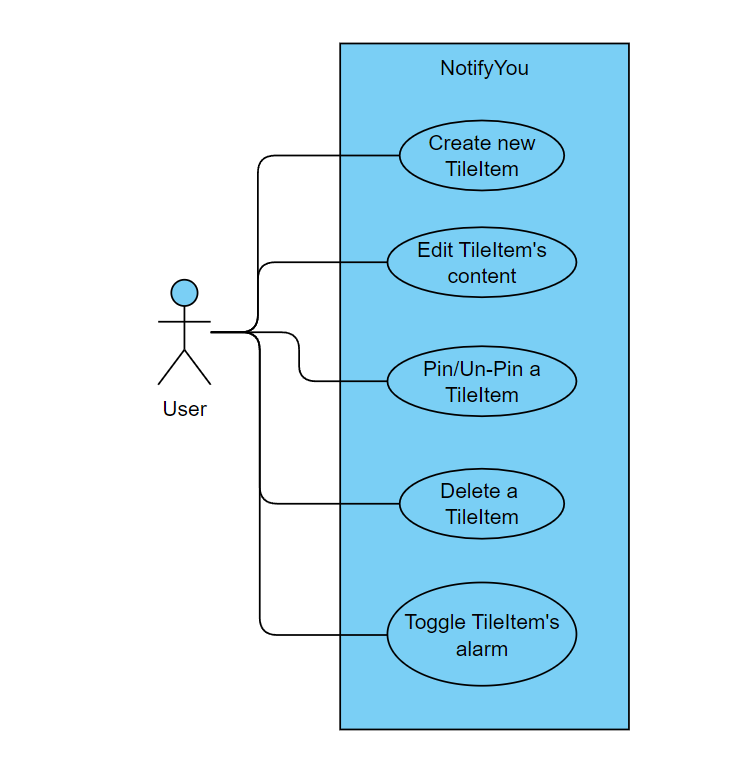 NotifyYou
Create new
TileItem
Edit TileItem's
content
Pin/Un-Pin a
TileItem
User
Delete a
TileItem
Toggle TileItem's
alarm